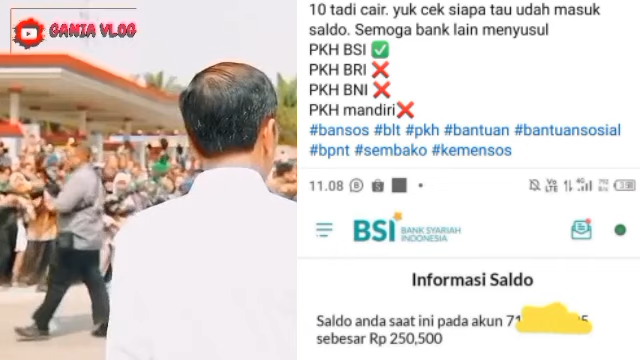 GANIA VLOG
10 tadi cair. yuk cek siapa tau udah masuk
saldo. Semoga bank lain menyusul
PKH BSI ✅
PKH BRI ❌
PKH BNI ❌
PKH mandiri❌
#bansos #blt #pkh #bantuan #bantuansosial
#bpnt #sembako #kemensos
11.08
BSI BANK SYARIAH
INDONESIA
Informasi Saldo
Saldo anda saat ini pada akun 71
sebesar Rp 250,500